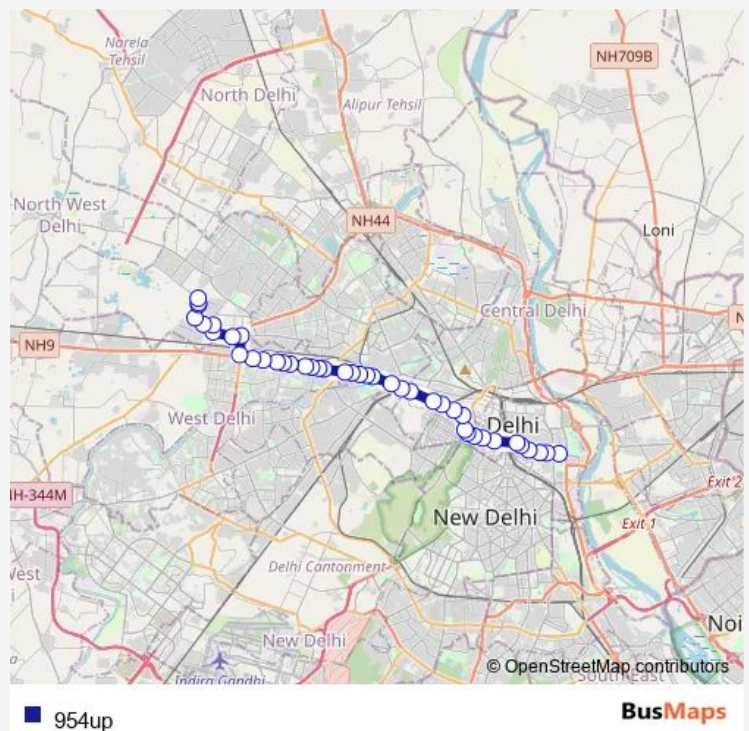 Narela
Tehsil
NH709B
North Delhi
Alipur Tehsil
North West
Delhi
NH44
Loni
Central Delhi
N
NH9
West Delhi
Delhi
IH-344M
New Delhi
Exit 2
Exit 1
Delhi Cantonment
West
Noi
New Delhi
Indira Gandhi
South East
© OpenStreetMap contributors
954up
BusMaps